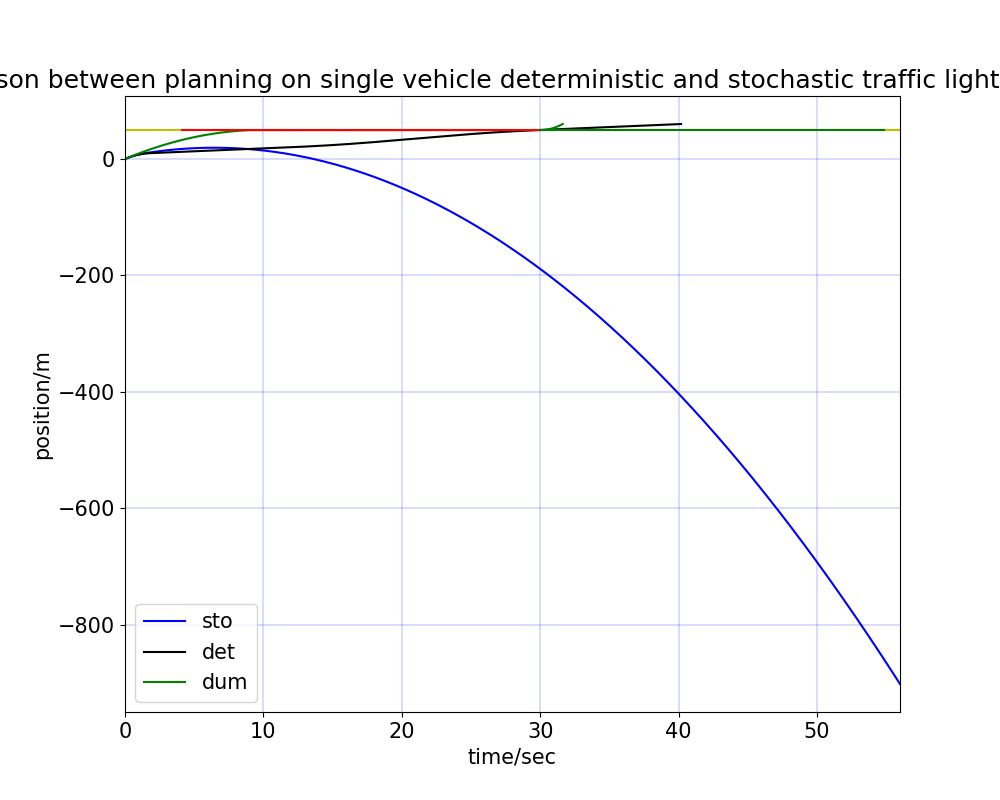 son between planning on single vehicle deterministic and stochastic traffic light
0
−200
−400
−600
−800
position/m
sto
det
dum
0 10 20 30 40 50
time/sec